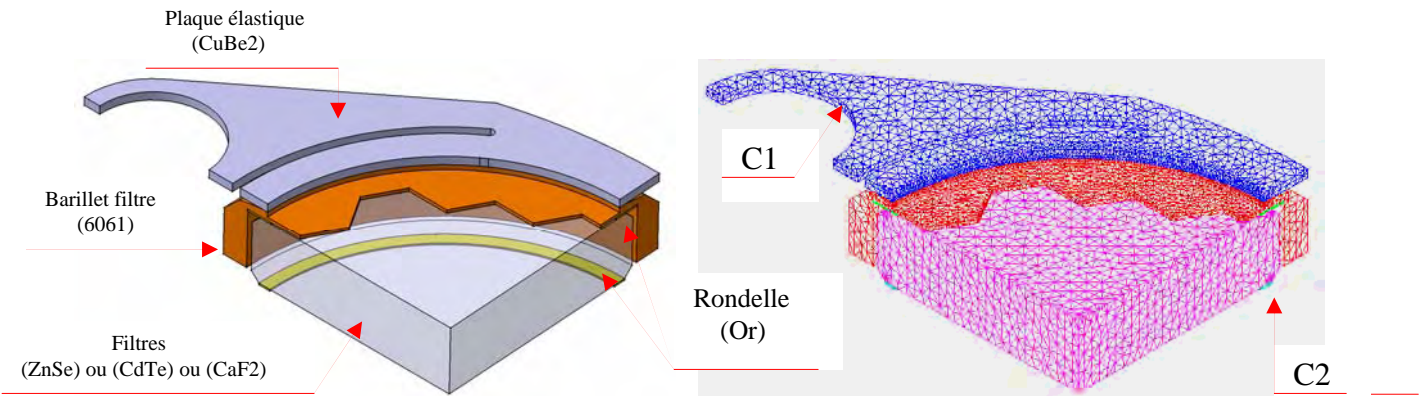 Plaque élastique
(CuBe2)
Barillet filtre
(6061)
Filtres
(ZnSe) ou (CdTe) ou (CaF2)
Rondelle
(Or)
C1
C2